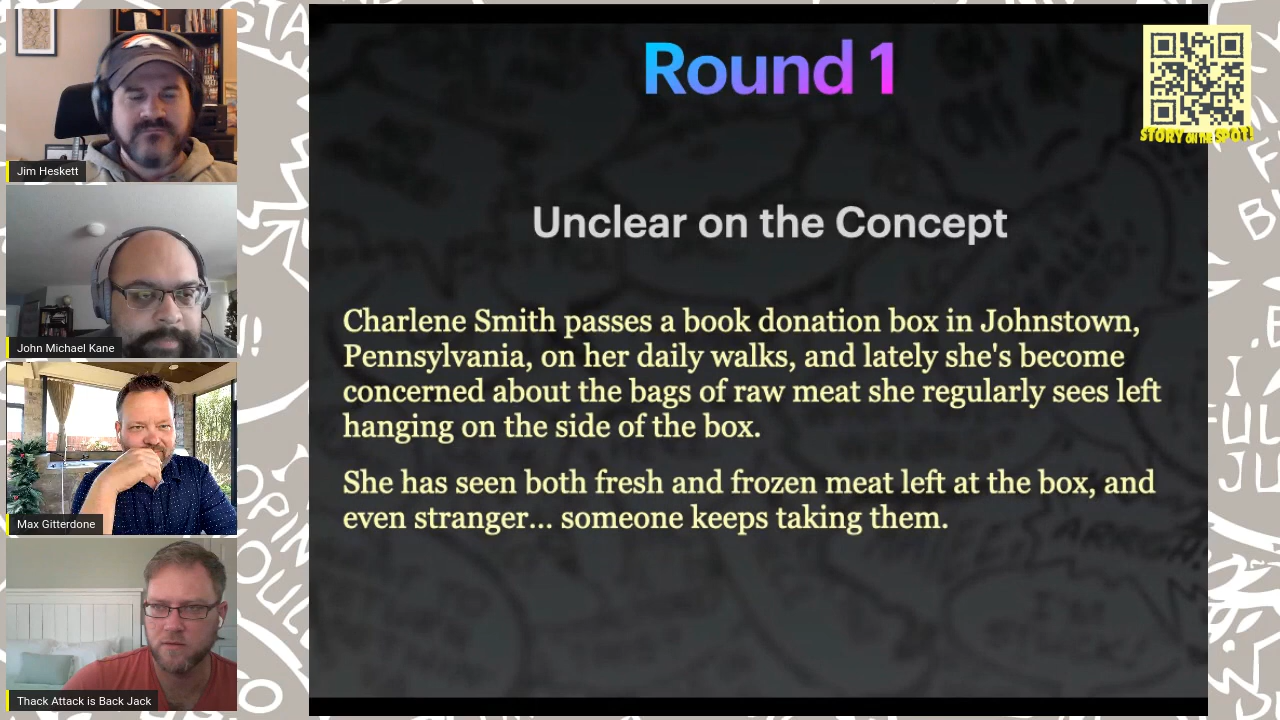 Round 1
STORY ON THE SPOT!
Unclear on the Concept
Charlene Smith passes a book donation box in Johnstown,
Pennsylvania, on her daily walks, and lately she's become
concerned about the bags of raw meat she regularly sees left
hanging on the side of the box.
She has seen both fresh and frozen meat left at the box, and
even stranger... someone keeps taking them.
Jim Heskett
John Michael Kane
Max Gitterdone
Thack Attack is Back Jack